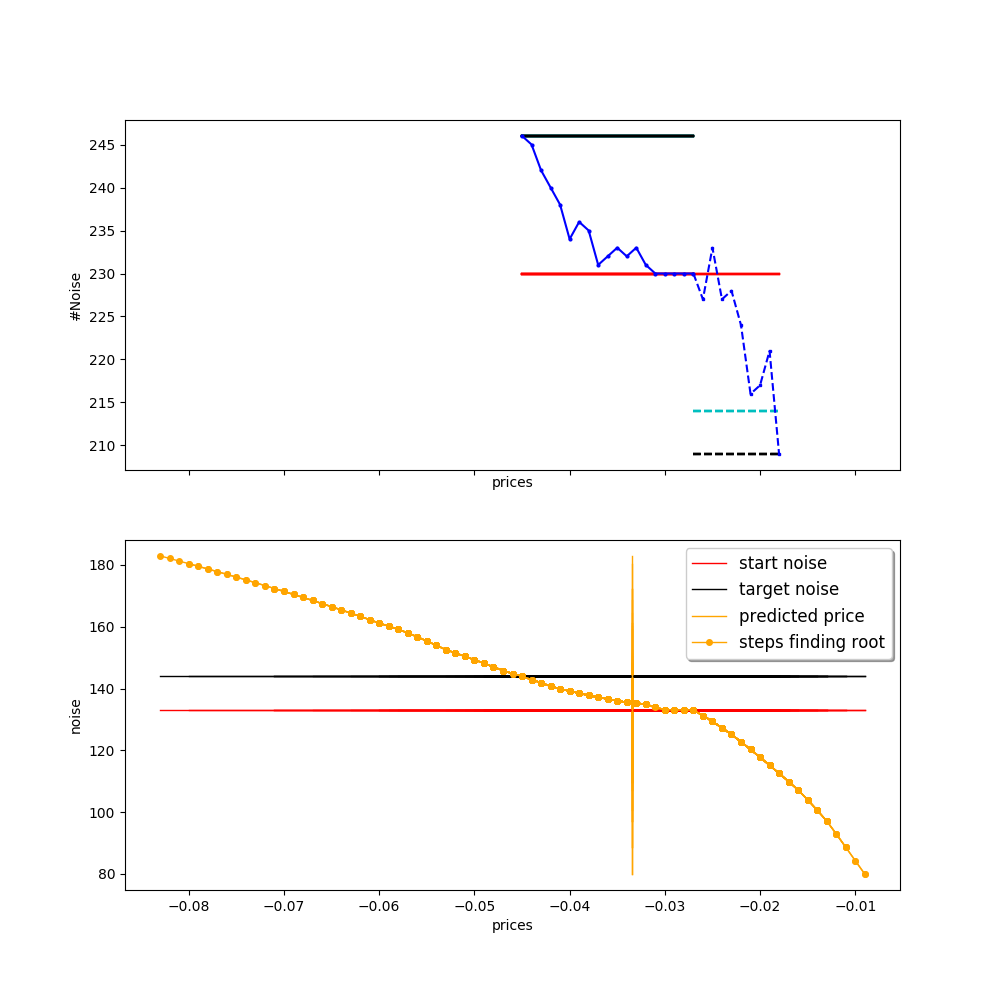 245
240
235
230
225
220
215
210
#Noise
prices
180
160
140
120
100
80
noise
start noise
target noise
predicted price
steps finding root
−0.08 −0.07 −0.06 −0.05 −0.04 −0.03 −0.02 −0.01
prices